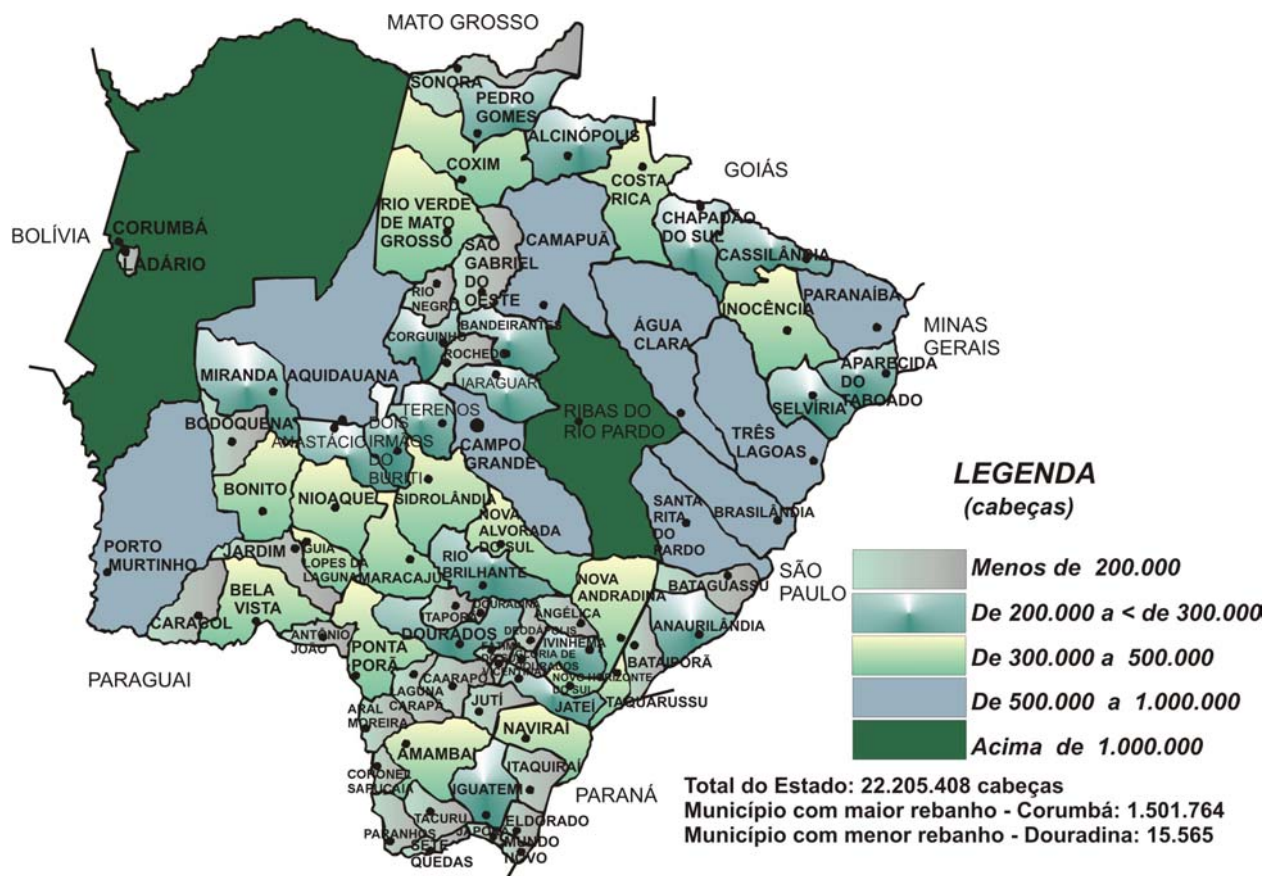 MATO GROSSO
SONORA
PEDRO
GOMES
ALCINÓPOLIS
COXIM
COSTA
RICA
GOIÁS
RIO VERDE
DE MATO
GROSSO
CHAPADÃO
DO SUL
CASSILÂNDIA
BOLÍVIA
CORUMBÁ
LADÁRIO
SÃO
GABRIEL
DO
OESTE
CAMAPUÃ
RIO
NEGRO
INOCÊNCIA
PARANAÍBA
MINAS
GERAIS
CORGUINHO
BANDEIRANTES
ÁGUA
CLARA
ROCHEDO
APARECIDA
DO
TABOADO
MIRANDA
AQUIDAUANA
JARAGUARI
SELVÍRIA
TERENOS
RIBAS DO
RIO PARDO
BODOQUENA
ANASTÁCIO
DOIS
IRMÃOS
DO
BURITI
CAMPO
GRANDE
TRÊS
LAGOAS
BONITO
NIOAQUE
SIDROLÂNDIA
SANTA
RITA
DO
PARDO
BRASILÂNDIA
NOVA
ALVORADA
DO SUL
PORTO
MURTINHO
JARDIM
GUIA
LOPES DA
LAGUNA
MARACAJU
RIO
BRILHANTE
NOVA
ANDRADINA
BATAGUASSU
SÃO
PAULO
BELA
VISTA
CARACOL
ITAPORÃ
DOURADINA
ANGÉLICA
ANAURILÂNDIA
ANTÔNIO
JOÃO
DOURADOS
DEODÁPOLIS
IVINHEMA
PONTA
PORÃ
FÁTIMA
DO SUL
GLÓRIA DE
DOURADOS
VICENTINA
BATAIPORÃ
PARAGUAI
LAGUNA
CARAPÃ
CAARAPÓ
NOVO HORIZONTE
DO SUL
JUTÍ
JATEÍ
TAQUARUSSU
ARAL
MOREIRA
NAVIRAÍ
AMAMBAI
ITAQUIRAÍ
CORONEL
SAPUCAIA
IGUATEMI
PARANÁ
TACURU
ELDORADO
PARANHOS
JAPORÃ
SETE
QUEDAS
MUNDO
NOVO
LEGENDA
(cabeças)
Menos de 200.000
De 200.000 a < de 300.000
De 300.000 a 500.000
De 500.000 a 1.000.000
Acima de 1.000.000
Total do Estado: 22.205.408 cabeças
Município com maior rebanho - Corumbá: 1.501.764
Município com menor rebanho - Douradina: 15.565